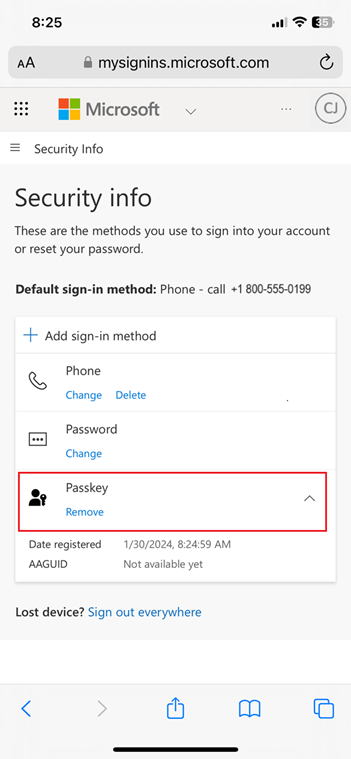 8:25
35
AA mysignins.microsoft.com
Microsoft ... CJ
Security Info
Security info
These are the methods you use to sign into your account
or reset your password.
Default sign-in method: Phone - call +1 800-555-0199
Add sign-in method
Phone
Change Delete
Password
Change
Passkey
Remove
Date registered 1/30/2024, 8:24:59 AM
AAGUID Not available yet
Lost device? Sign out everywhere